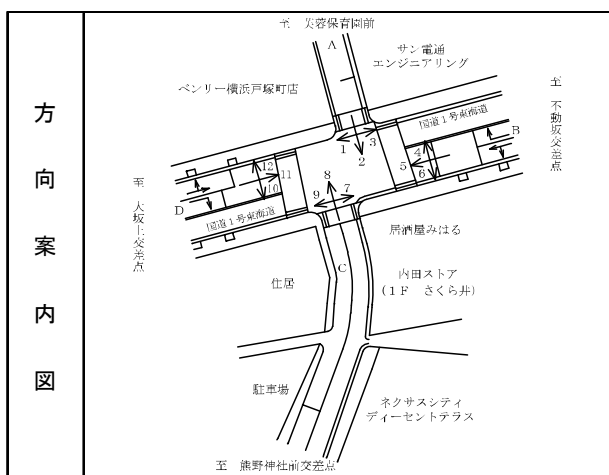 方向案内図
至 芙蓉保育園前
A
サン電通
エンジニアリング
ベンリー横浜戸塚町店
至 不動坂交差点
国道1号東海道
B
1
2
3
4
5
6
12
11
10
8
9
7
D
国道1号東海道
至 大坂上交差点
居酒屋みはる
C
住居
内田ストア
(1F さくら井)
駐車場
ネクサスシティ
ディーセントテラス
至 熊野神社前交差点